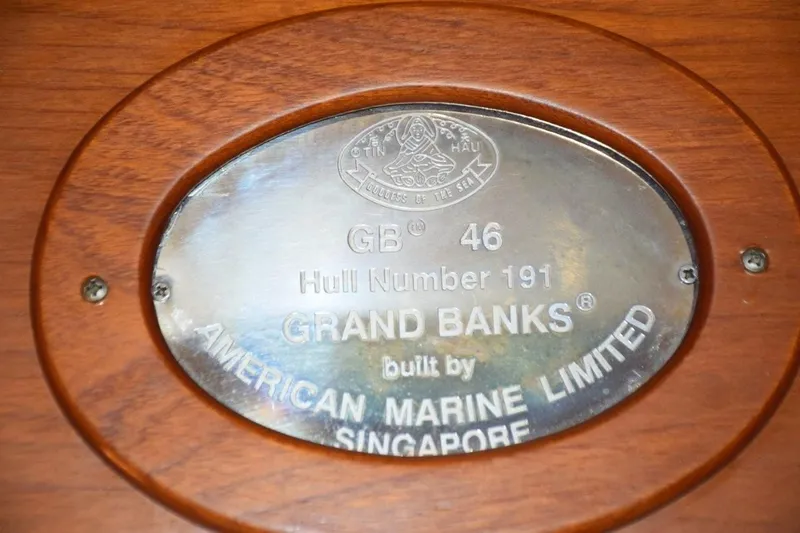 TIN HAU
GODDESS OF THE SEA
GB® 46
Hull Number 191
GRAND BANKS®
built by
AMERICAN MARINE LIMITED
SINGAPORE